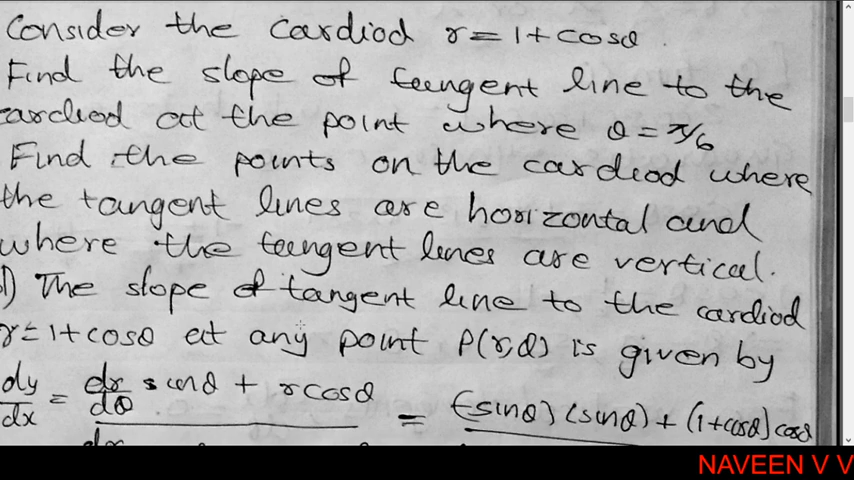 Consider the cardiod r = 1 + cosθ.
Find the slope of tangent line to the
cardiod at the point where θ = π/6
Find the points on the cardiod where
the tangent lines are horizontal and
where the tangent lines are vertical.
The slope of tangent line to the cardiod
r = 1 + cosθ at any point P(r,θ) is given by
dy/dx = dr/dθ sinθ + r cosθ = (-sinθ)(sinθ) + (1+cosθ)cosθ
NAVEEN V V